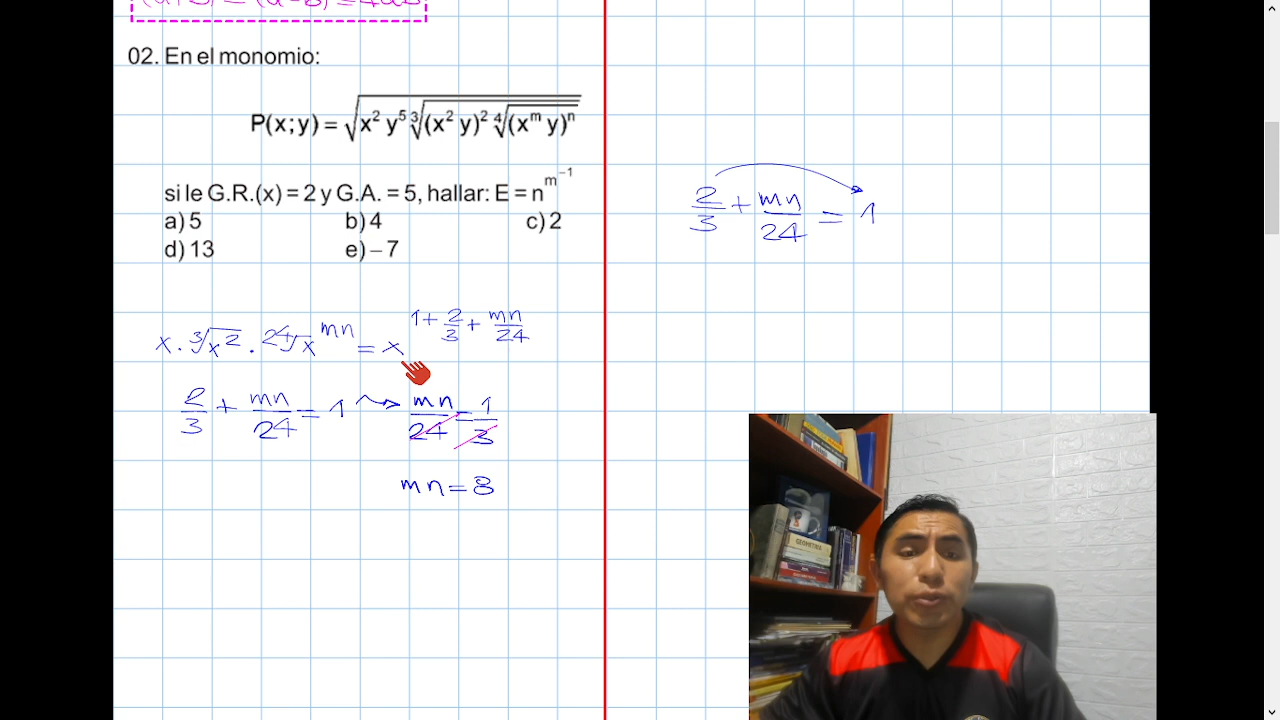 02. En el monomio:
P(x;y) = √(x² y⁵ ∛((x² y)² ∜((xᵐ y)ⁿ)))
si le G.R.(x) = 2 y G.A. = 5, hallar: E = n^m^-1
a) 5 b) 4 c) 2
d) 13 e) – 7
x · ∛x² · ²⁴√x^mn = x^(1 + 2/3 + mn/24)
2/3 + mn/24 = 1 → mn/24 = 1/3
mn = 8
2/3 + mn/24 = 1
GEOMETRIA